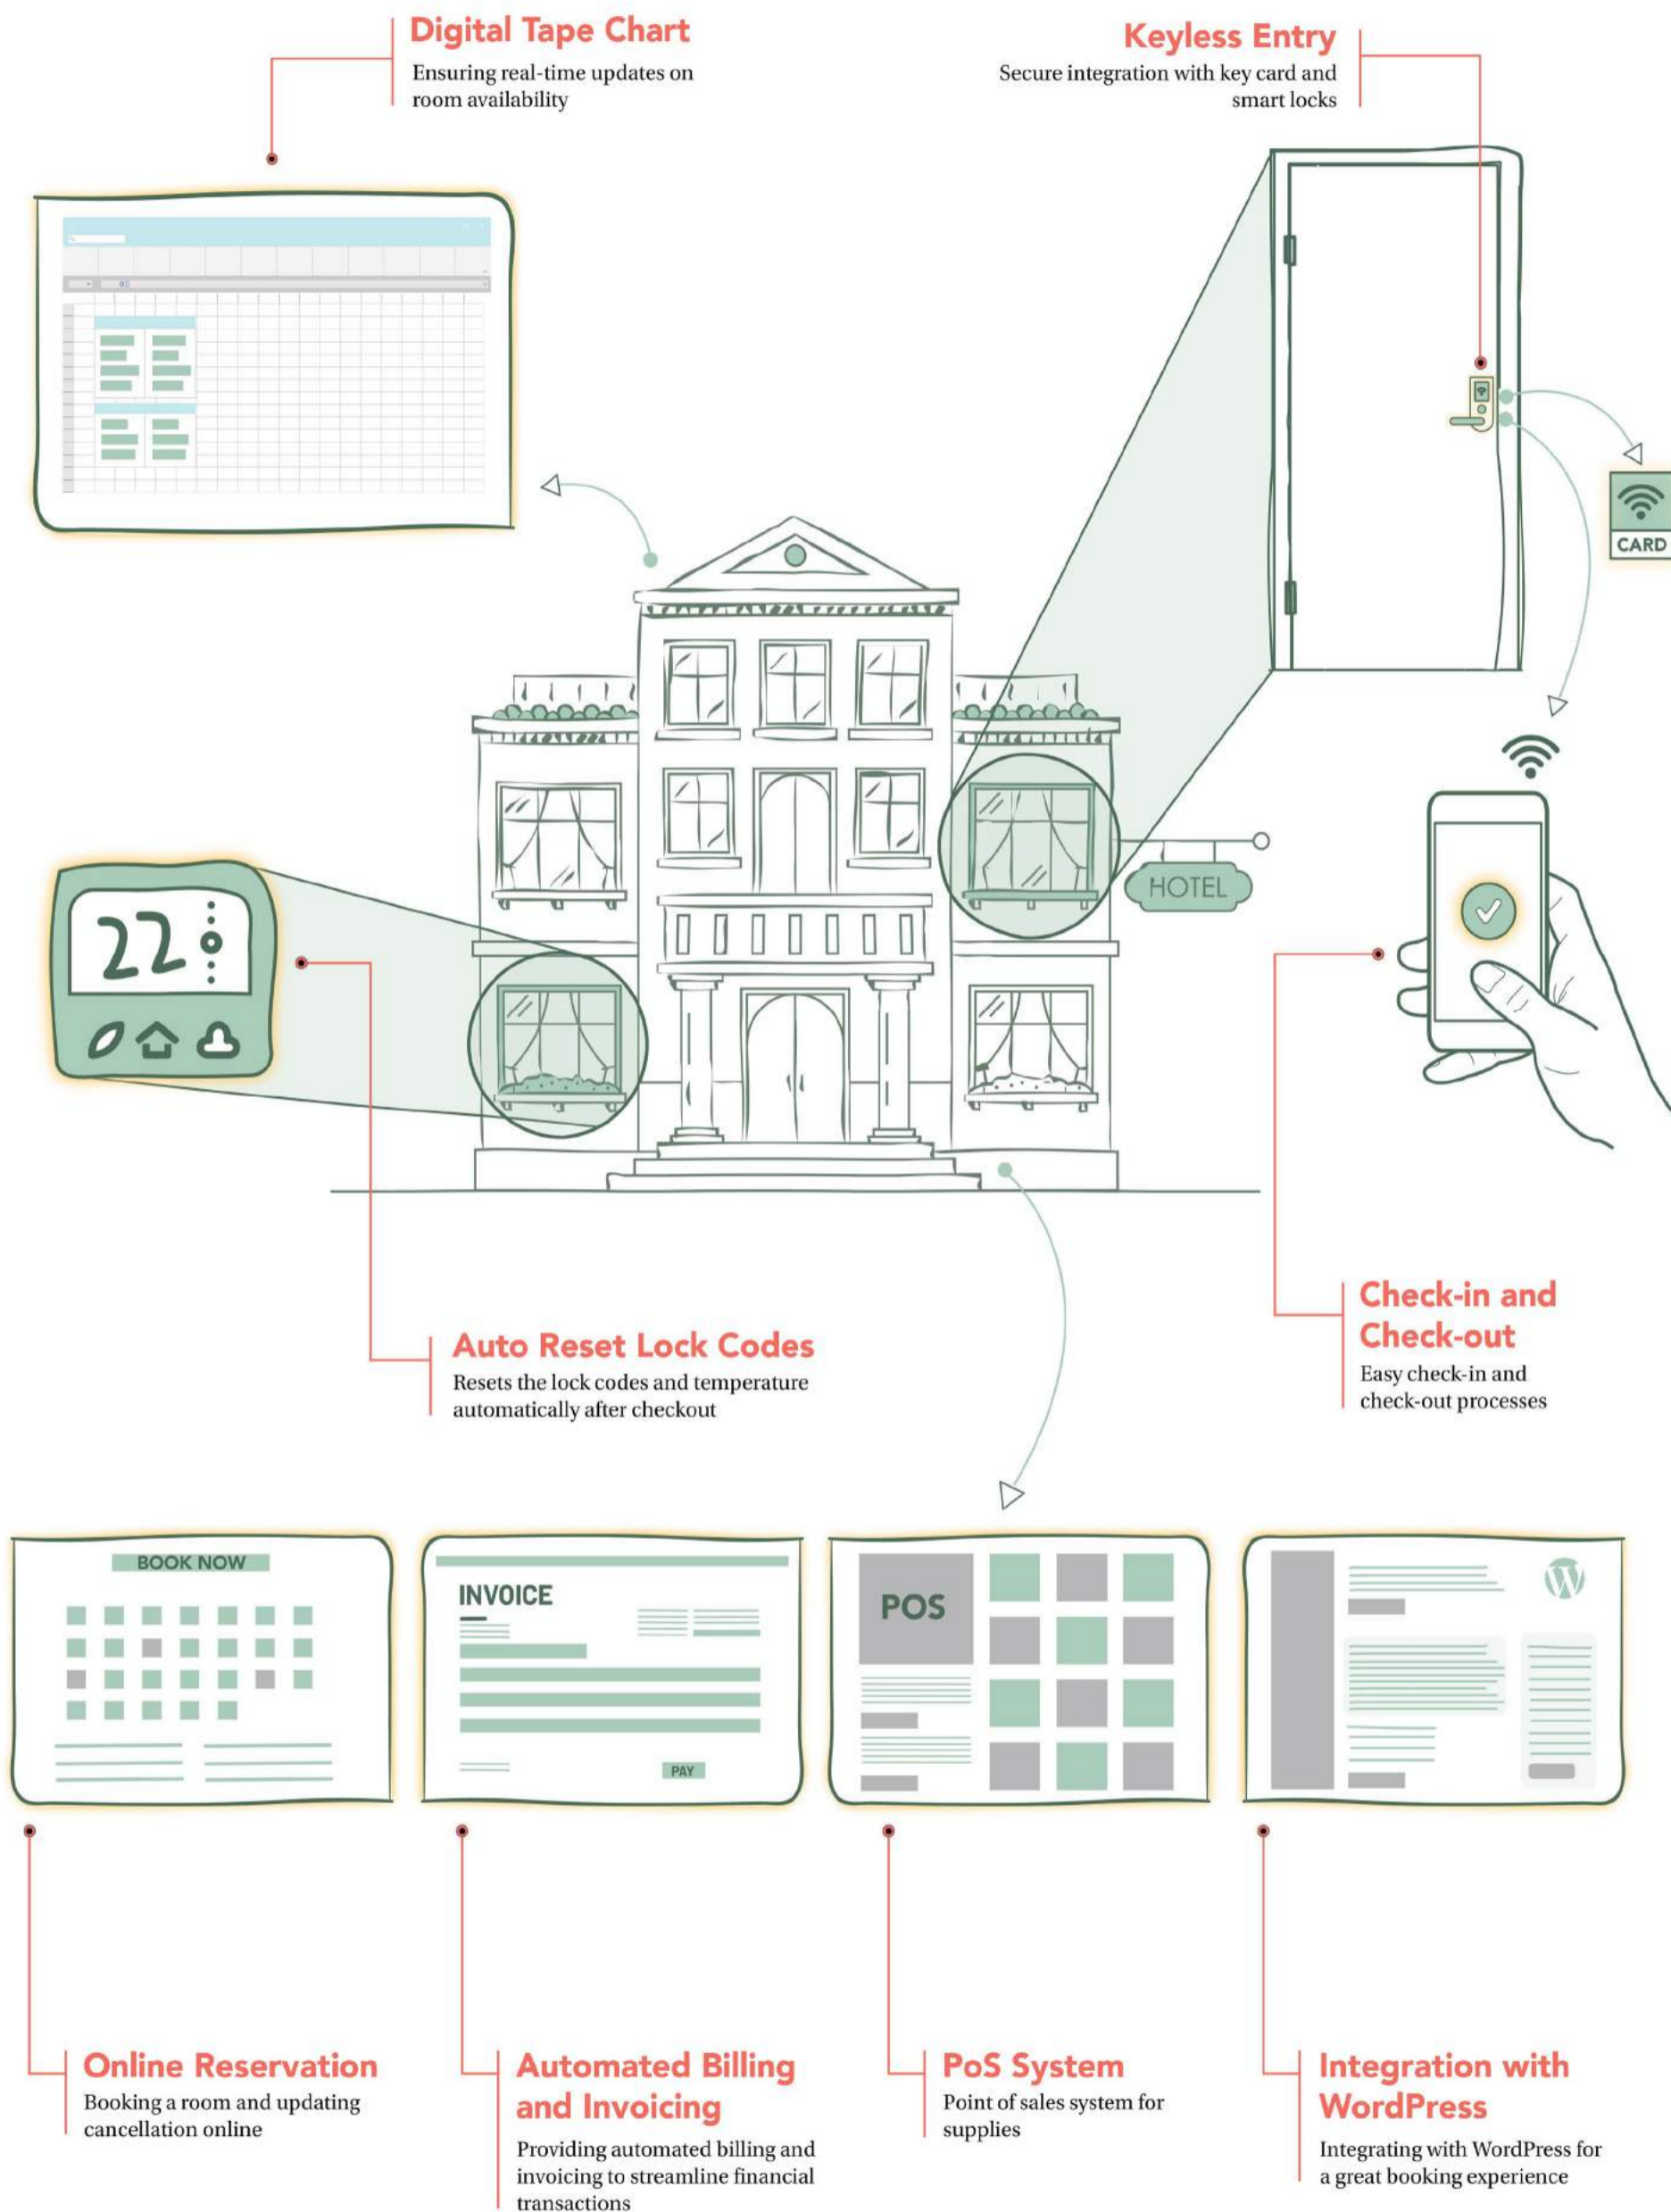 Digital Tape Chart
Ensuring real-time updates on
room availability
Keyless Entry
Secure integration with key card and
smart locks
CARD
HOTEL
22
Auto Reset Lock Codes
Resets the lock codes and temperature
automatically after checkout
Check-in and
Check-out
Easy check-in and
check-out processes
BOOK NOW
INVOICE
PAY
POS
W
Online Reservation
Booking a room and updating
cancellation online
Automated Billing
and Invoicing
Providing automated billing and
invoicing to streamline financial
transactions
PoS System
Point of sales system for
supplies
Integration with
WordPress
Integrating with WordPress for
a great booking experience